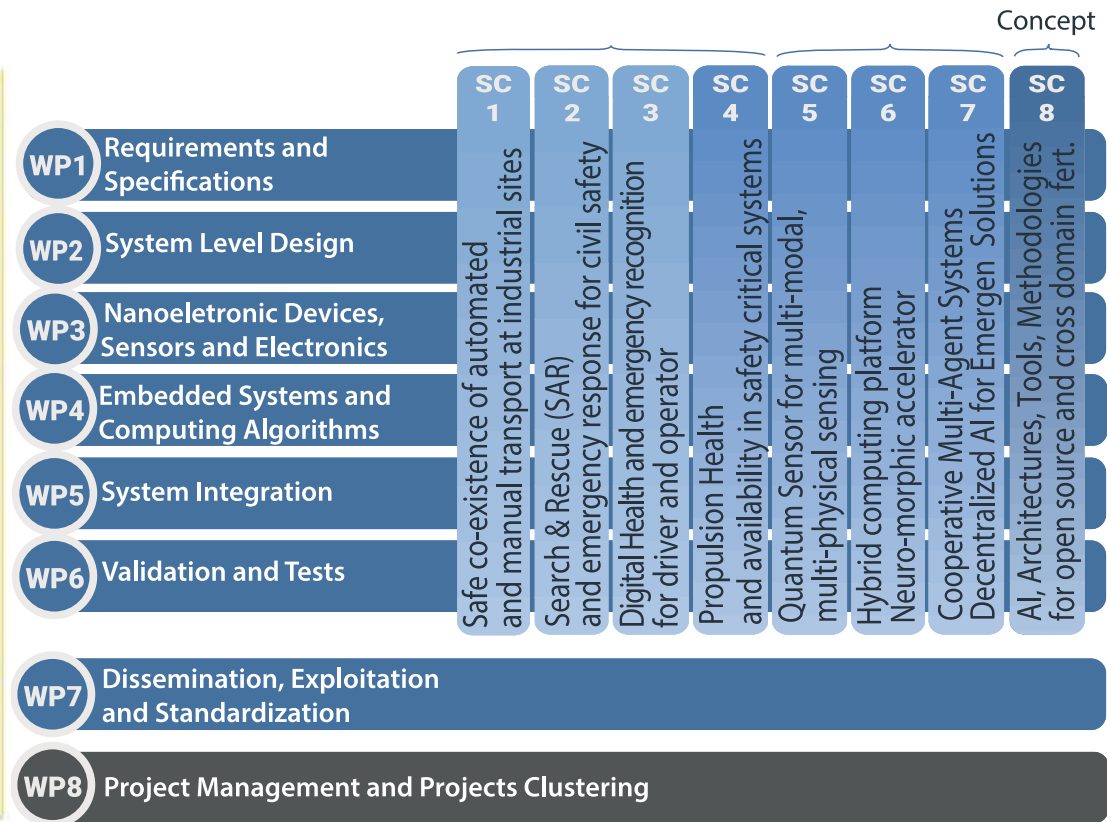 Concept
SC
1
SC
2
SC
3
SC
4
SC
5
SC
6
SC
7
SC
8
WP1
Requirements and
Specifications
WP2
System Level Design
WP3
Nanoeletronic Devices,
Sensors and Electronics
WP4
Embedded Systems and
Computing Algorithms
WP5
System Integration
WP6
Validation and Tests
Safe co-existence of automated
and manual transport at industrial sites
Search & Rescue (SAR)
and emergency response for civil safety
Digital Health and emergency recognition
for driver and operator
Propulsion Health
and availability in safety critical systems
Quantum Sensor for multi-modal,
multi-physical sensing
Hybrid computing platform
Neuro-morphic accelerator
Cooperative Multi-Agent Systems
Decentralized AI for Emergen Solutions
AI, Architectures, Tools, Methodologies
for open source and cross domain fert.
WP7
Dissemination, Exploitation
and Standardization
WP8
Project Management and Projects Clustering